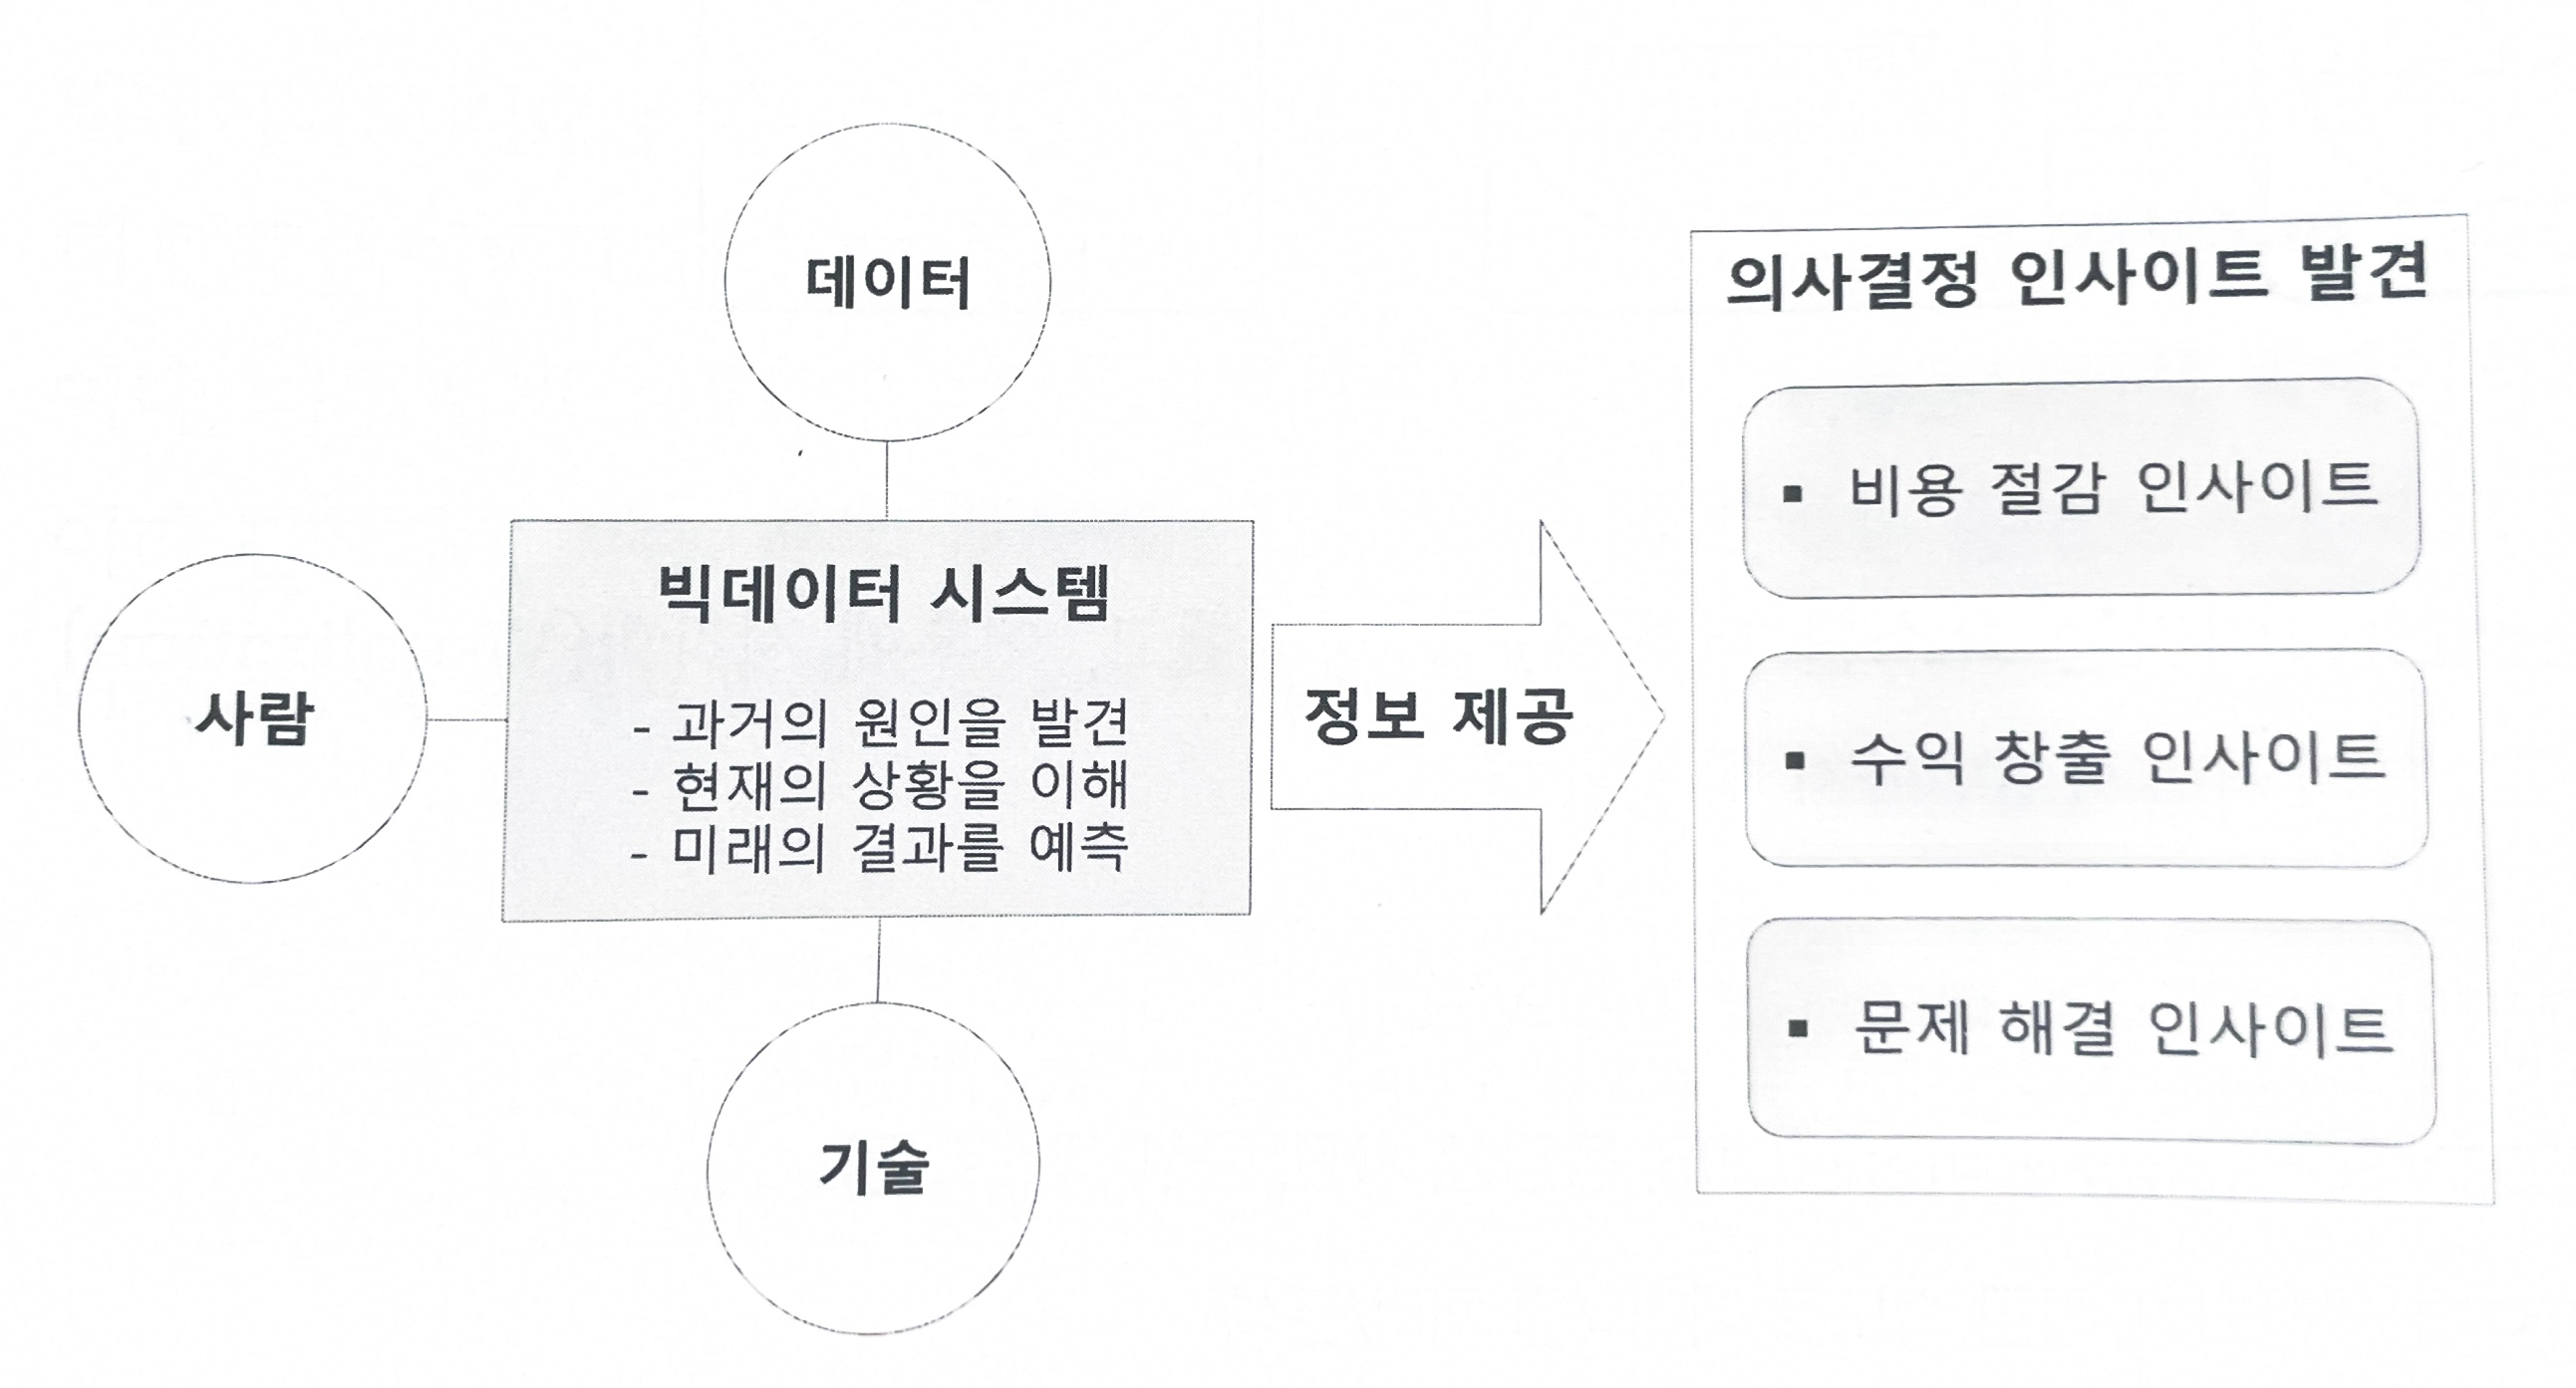 데이터
사람
빅데이터 시스템
- 과거의 원인을 발견
- 현재의 상황을 이해
- 미래의 결과를 예측
기술
정보 제공
의사결정 인사이트 발견
▪ 비용 절감 인사이트
▪ 수익 창출 인사이트
▪ 문제 해결 인사이트